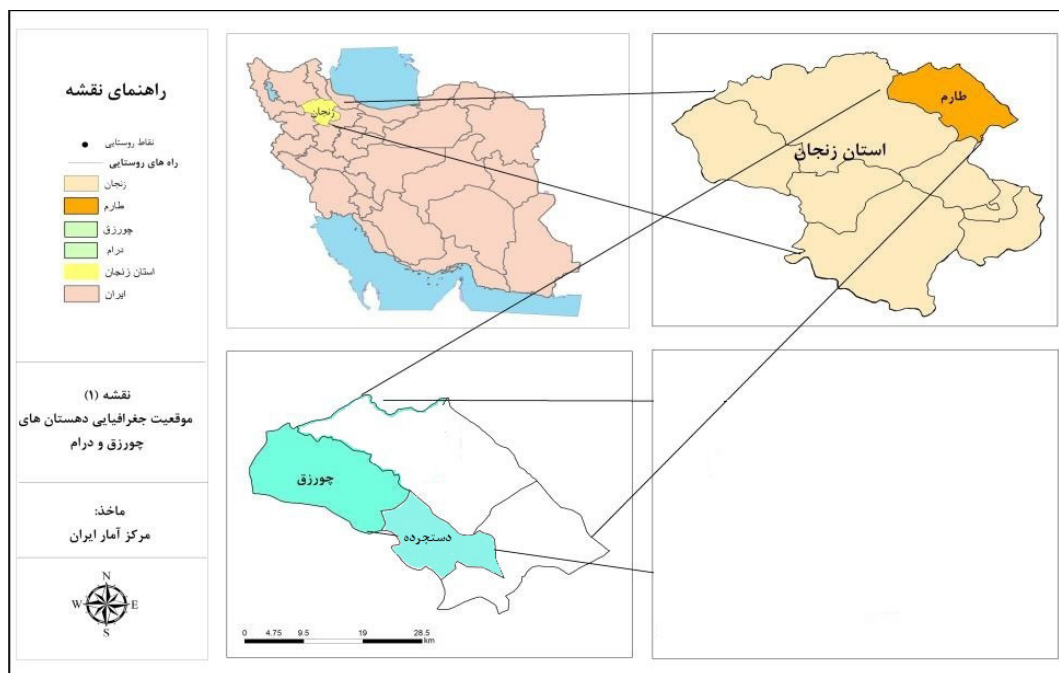 راهنمای نقشه
نقاط روستایی
راه های روستایی
زنجان
طارم
چورزق
درام
استان زنجان
ایران
نقشه (۱)
موقعیت جغرافیایی دهستان های
چورزق و درام
ماخذ:
مرکز آمار ایران
N
W E
S
زنجان
طارم
استان زنجان
چورزق
دستجرده
0 4.75 9.5 19 28.5
km